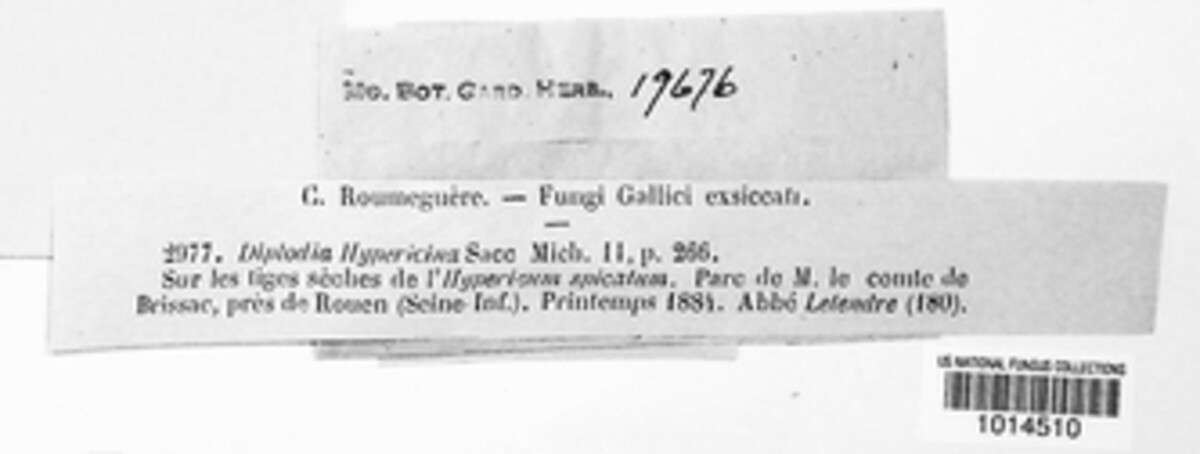 MO. BOT. GARD. HERB. 19676
C. Roumeguère. — Fungi Gallici exsiccati.
2977. Diplodia Hypericina Sacc Mich. II, p. 266.
Sur les tiges sèches de l'Hypericum spicatum. Parc de M. le comte de
Brissac, près de Rouen (Seine Inf.). Printemps 1884. Abbé Letendre (180).
US NATIONAL FUNGUS COLLECTIONS
1014510